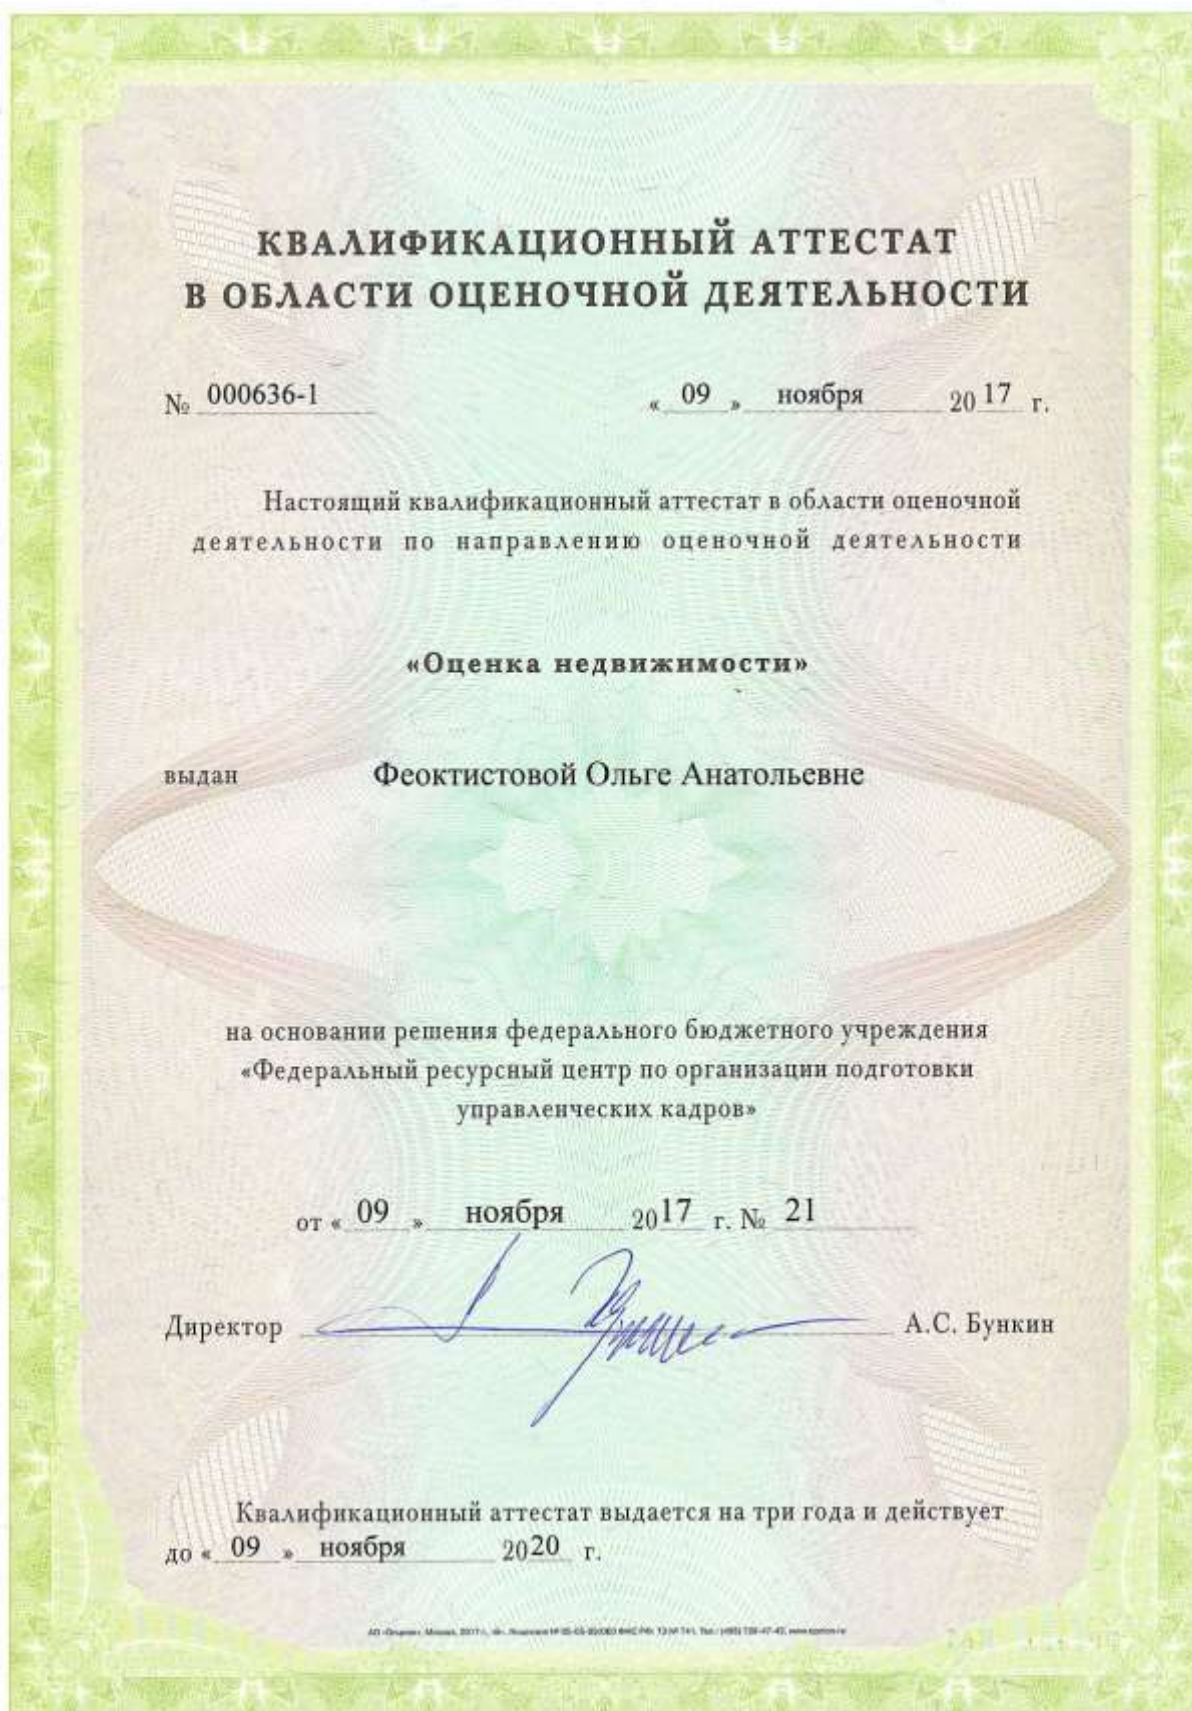 КВАЛИФИКАЦИОННЫЙ АТТЕСТАТ
В ОБЛАСТИ ОЦЕНОЧНОЙ ДЕЯТЕЛЬНОСТИ
№ 000636-1 « 09 » ноября 2017 г.
Настоящий квалификационный аттестат в области оценочной
деятельности по направлению оценочной деятельности
«Оценка недвижимости»
выдан Феоктистовой Ольге Анатольевне
на основании решения федерального бюджетного учреждения
«Федеральный ресурсный центр по организации подготовки
управленческих кадров»
от « 09 » ноября 2017 г. № 21
Директор А.С. Бункин
Квалификационный аттестат выдается на три года и действует
до « 09 » ноября 2020 г.